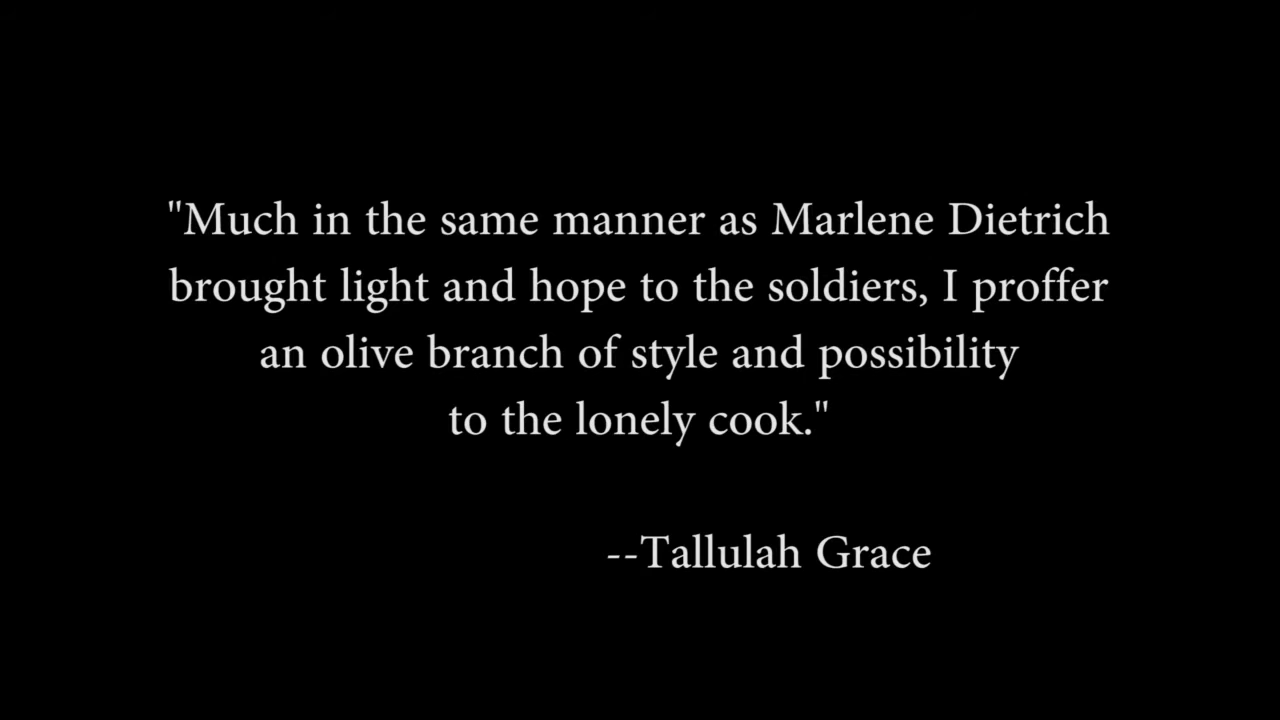 "Much in the same manner as Marlene Dietrich
brought light and hope to the soldiers, I proffer
an olive branch of style and possibility
to the lonely cook."
--Tallulah Grace